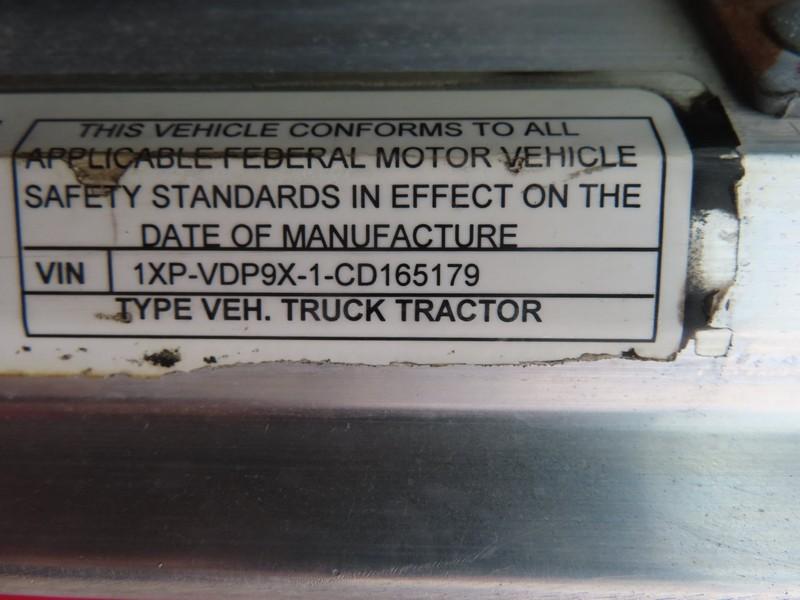 THIS VEHICLE CONFORMS TO ALL
APPLICABLE FEDERAL MOTOR VEHICLE
SAFETY STANDARDS IN EFFECT ON THE
DATE OF MANUFACTURE
VIN 1XP-VDP9X-1-CD165179
TYPE VEH. TRUCK TRACTOR